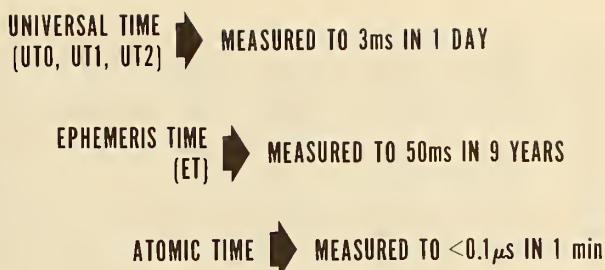 UNIVERSAL TIME
(UT0, UT1, UT2)
MEASURED TO 3ms IN 1 DAY
EPHEMERIS TIME
(ET)
MEASURED TO 50ms IN 9 YEARS
ATOMIC TIME
MEASURED TO <0.1μs IN 1 min